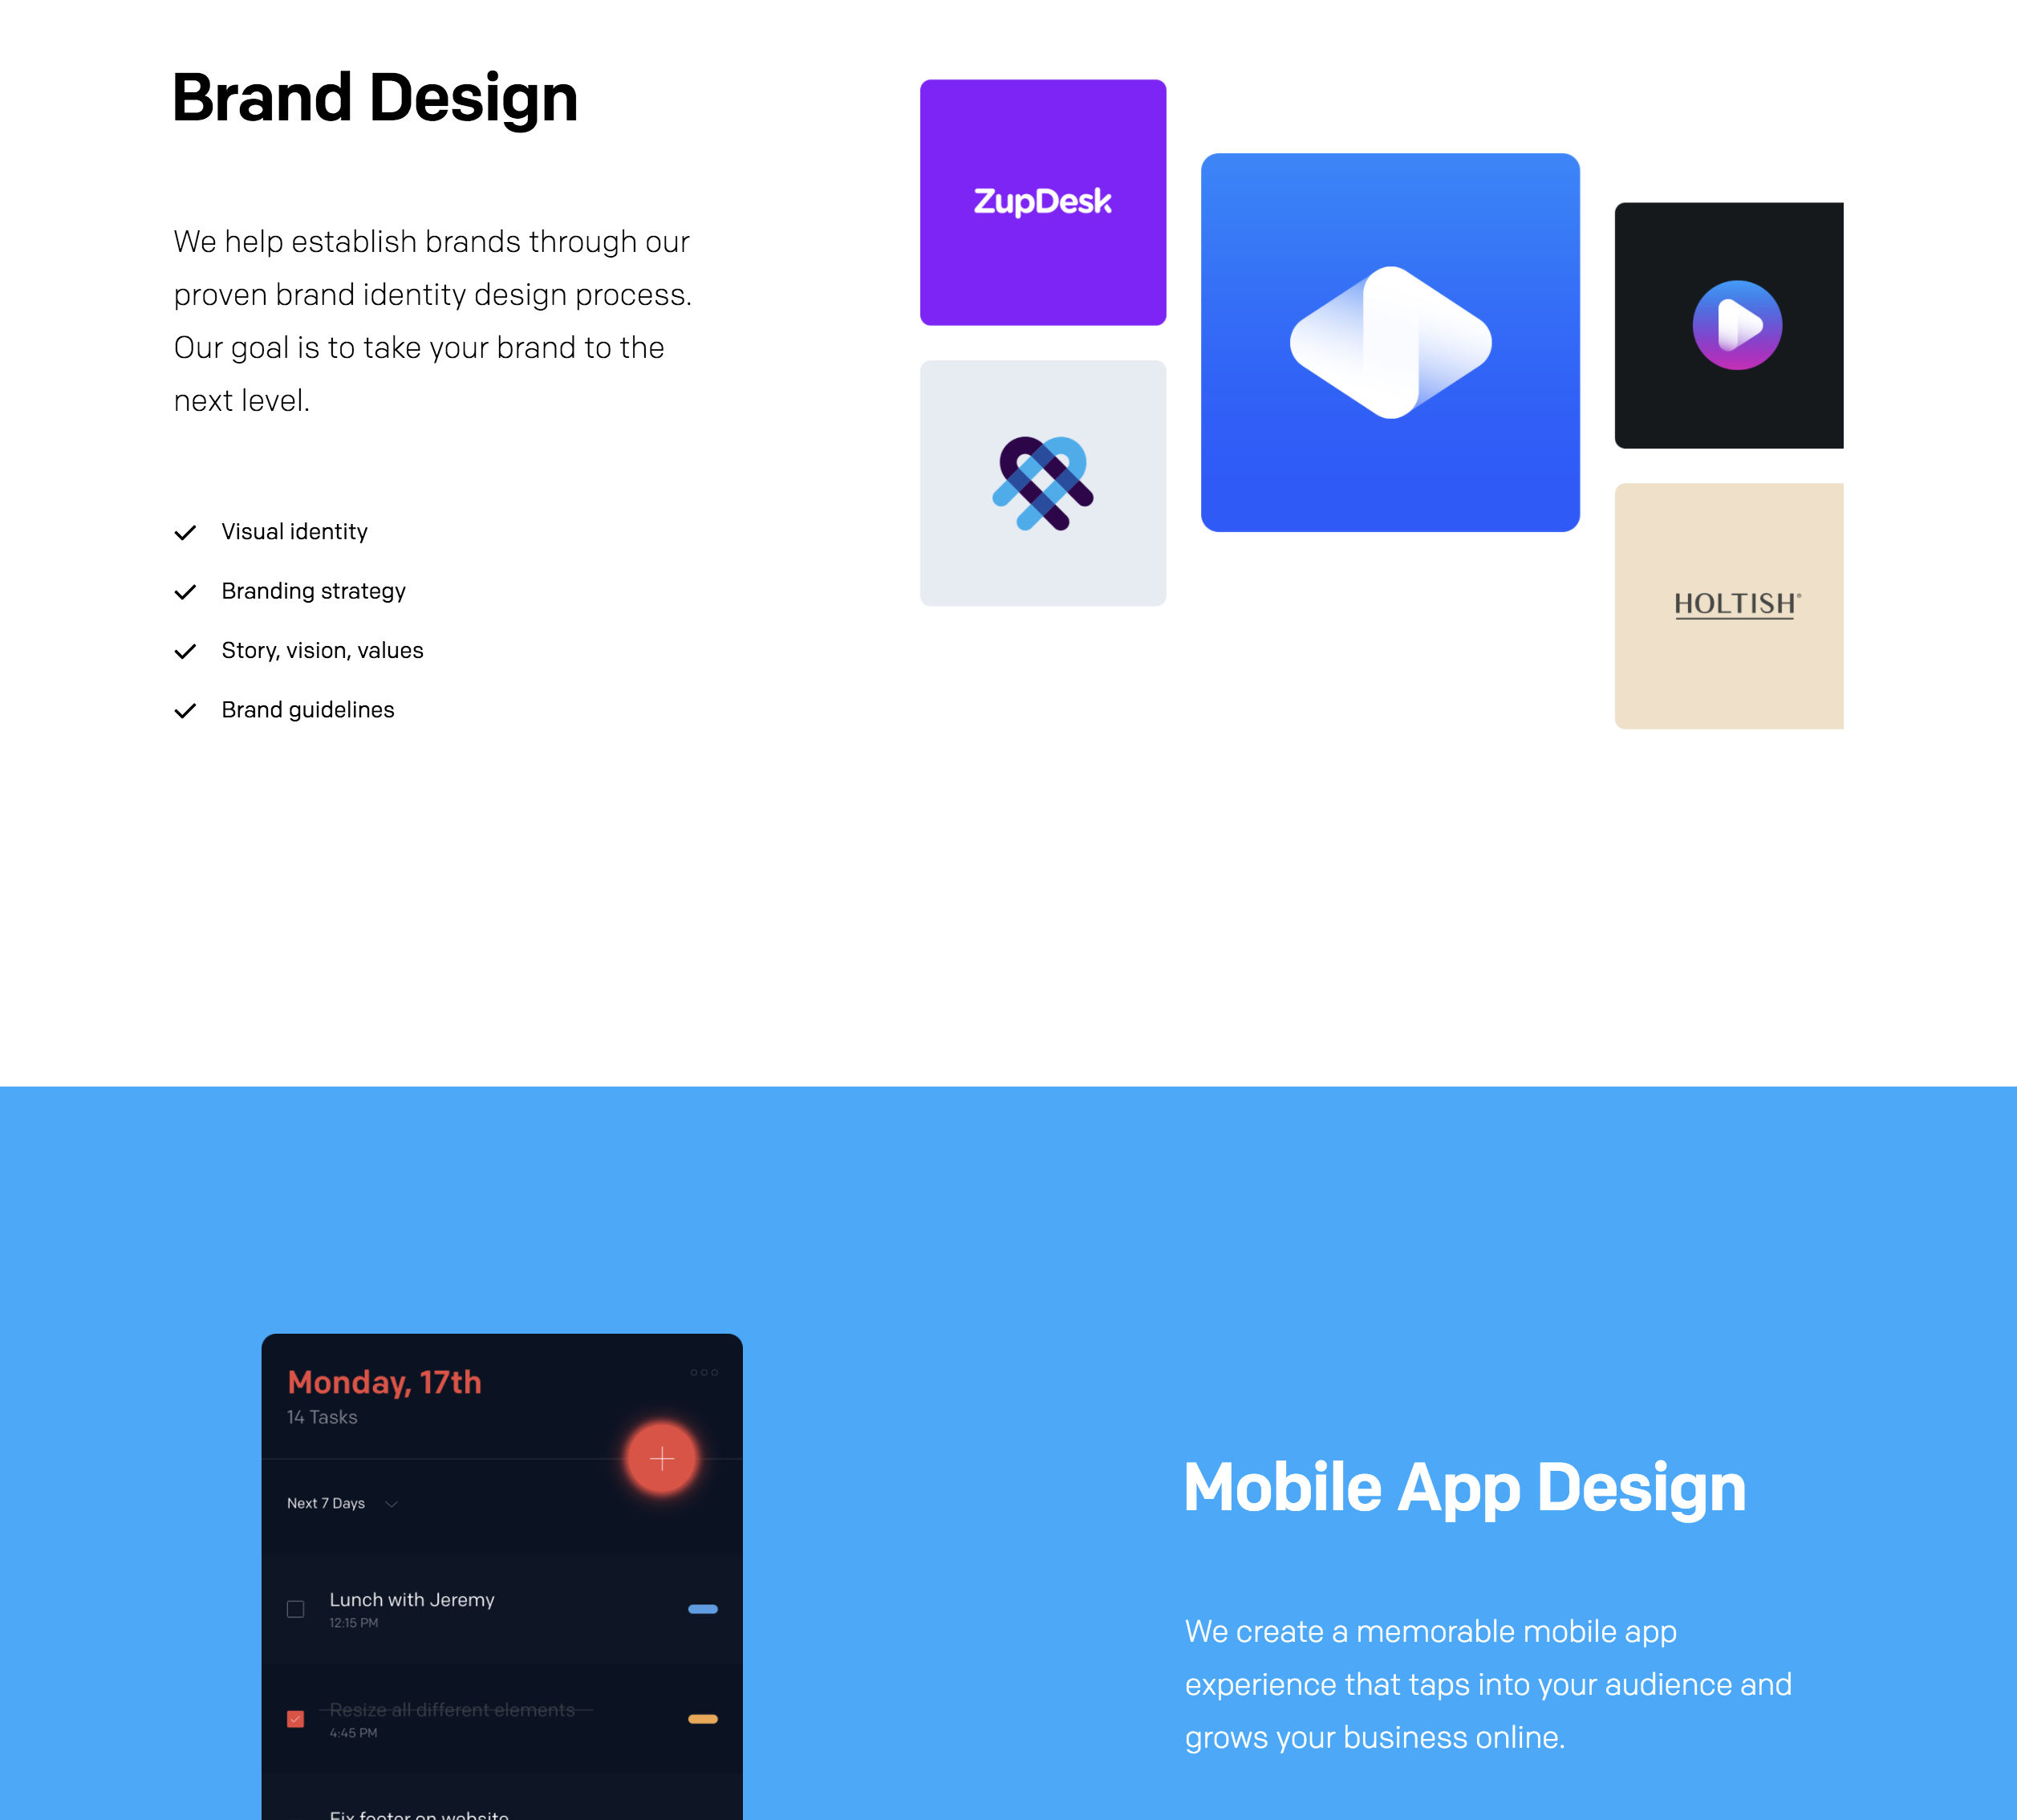 Brand Design
We help establish brands through our
proven brand identity design process.
Our goal is to take your brand to the
next level.
Visual identity
Branding strategy
Story, vision, values
Brand guidelines
ZupDesk
HOLTISH®
Monday, 17th
14 Tasks
Next 7 Days
Lunch with Jeremy
12:15 PM
Resize all different elements
4:45 PM
Fix footer on website
Mobile App Design
We create a memorable mobile app
experience that taps into your audience and
grows your business online.